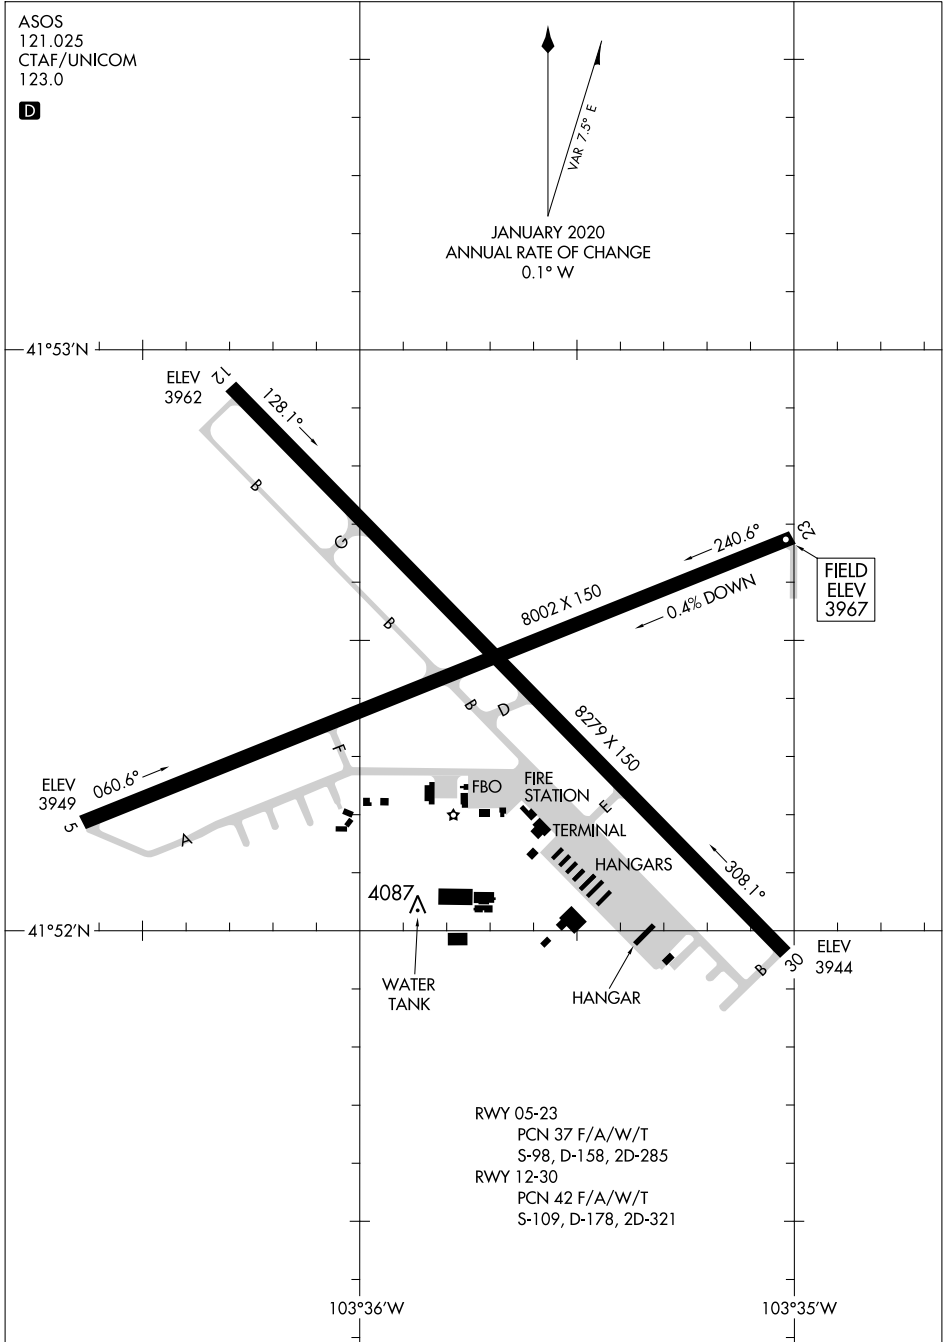 ASOS
121.025
CTAF/UNICOM
123.0
D
VAR 7.5° E
JANUARY 2020
ANNUAL RATE OF CHANGE
0.1° W
41°53'N
ELEV
3962
12
128.1°
B
G
23
240.6°
FIELD
ELEV
3967
8002 X 150
0.4% DOWN
B
B
D
8279 X 150
F
ELEV
3949
060.6°
5
A
FBO
FIRE
STATION
E
TERMINAL
HANGARS
308.1°
4087
41°52'N
ELEV
3944
30
B
WATER
TANK
HANGAR
RWY 05-23
PCN 37 F/A/W/T
S-98, D-158, 2D-285
RWY 12-30
PCN 42 F/A/W/T
S-109, D-178, 2D-321
103°36'W
103°35'W